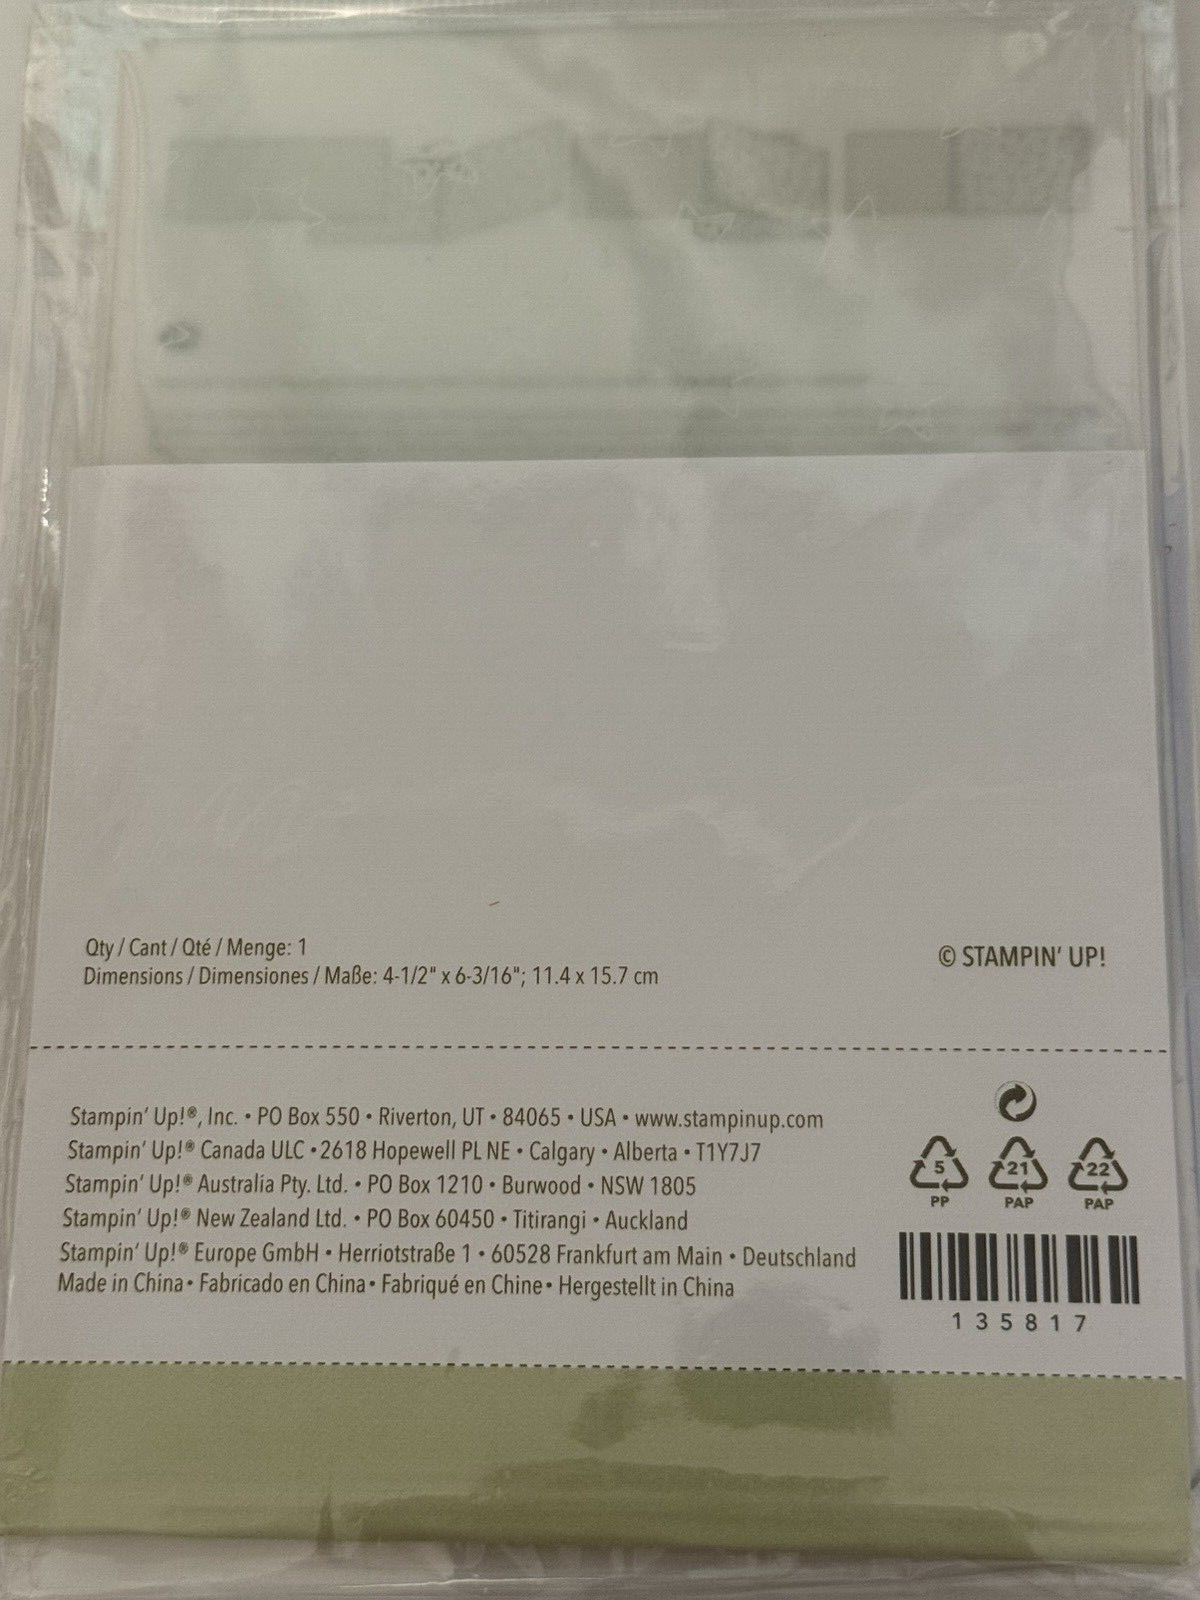 Qty / Cant / Qté / Menge: 1
Dimensions / Dimensiones / Maße: 4-1/2" x 6-3/16"; 11.4 x 15.7 cm
© STAMPIN' UP!
Stampin' Up!®, Inc. • PO Box 550 • Riverton, UT • 84065 • USA • www.stampinup.com
Stampin' Up!® Canada ULC • 2618 Hopewell PL NE • Calgary • Alberta • T1Y7J7
Stampin' Up!® Australia Pty. Ltd. • PO Box 1210 • Burwood • NSW 1805
Stampin' Up!® New Zealand Ltd. • PO Box 60450 • Titirangi • Auckland
Stampin' Up!® Europe GmbH • Herriotstraße 1 • 60528 Frankfurt am Main • Deutschland
Made in China • Fabricado en China • Fabriqué en Chine • Hergestellt in China
5 21 22
PP PAP PAP
135817